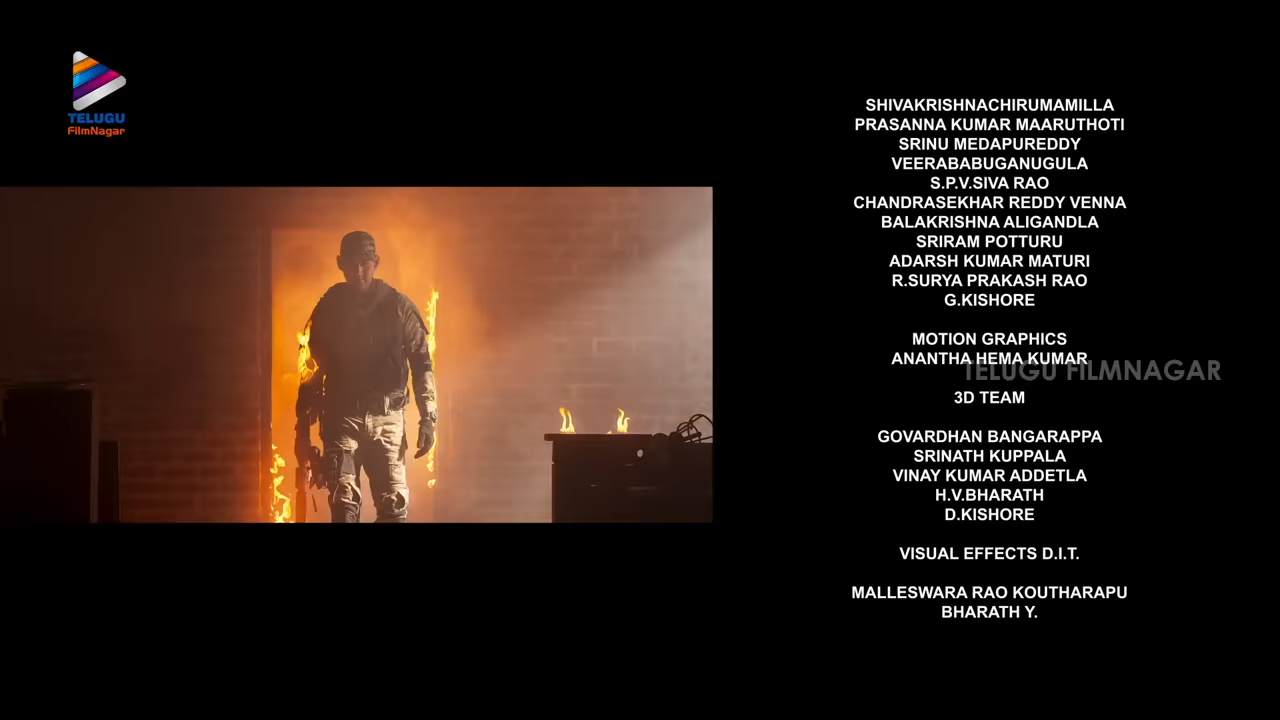 TELUGU
FilmNagar
SHIVAKRISHNACHIRUMAMILLA
PRASANNA KUMAR MAARUTHOTI
SRINU MEDAPUREDDY
VEERABABUGANUGULA
S.P.V.SIVA RAO
CHANDRASEKHAR REDDY VENNA
BALAKRISHNA ALIGANDLA
SRIRAM POTTURU
ADARSH KUMAR MATURI
R.SURYA PRAKASH RAO
G.KISHORE
MOTION GRAPHICS
ANANTHA HEMA KUMAR
TELUGU FILMNAGAR
3D TEAM
GOVARDHAN BANGARAPPA
SRINATH KUPPALA
VINAY KUMAR ADDETLA
H.V.BHARATH
D.KISHORE
VISUAL EFFECTS D.I.T.
MALLESWARA RAO KOUTHARAPU
BHARATH Y.